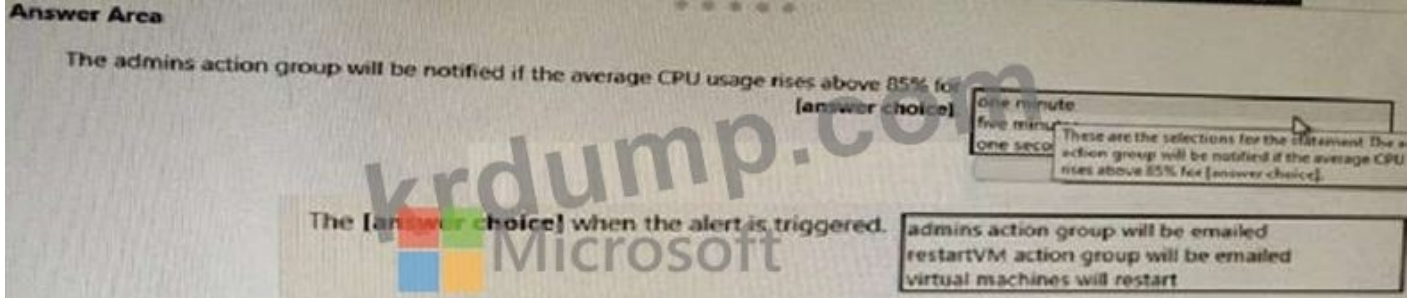 Answer Area
The admins action group will be notified if the average CPU usage rises above 85% for
[answer choice]
one minute
five
one
These are the selections for the statement The
action group will be notified if the average CPU
rises above 85% for [answer choice].
The [answer choice] when the alert is triggered.
admins action group will be emailed
restartVM action group will be emailed
virtual machines will restart
krdump.com
Microsoft